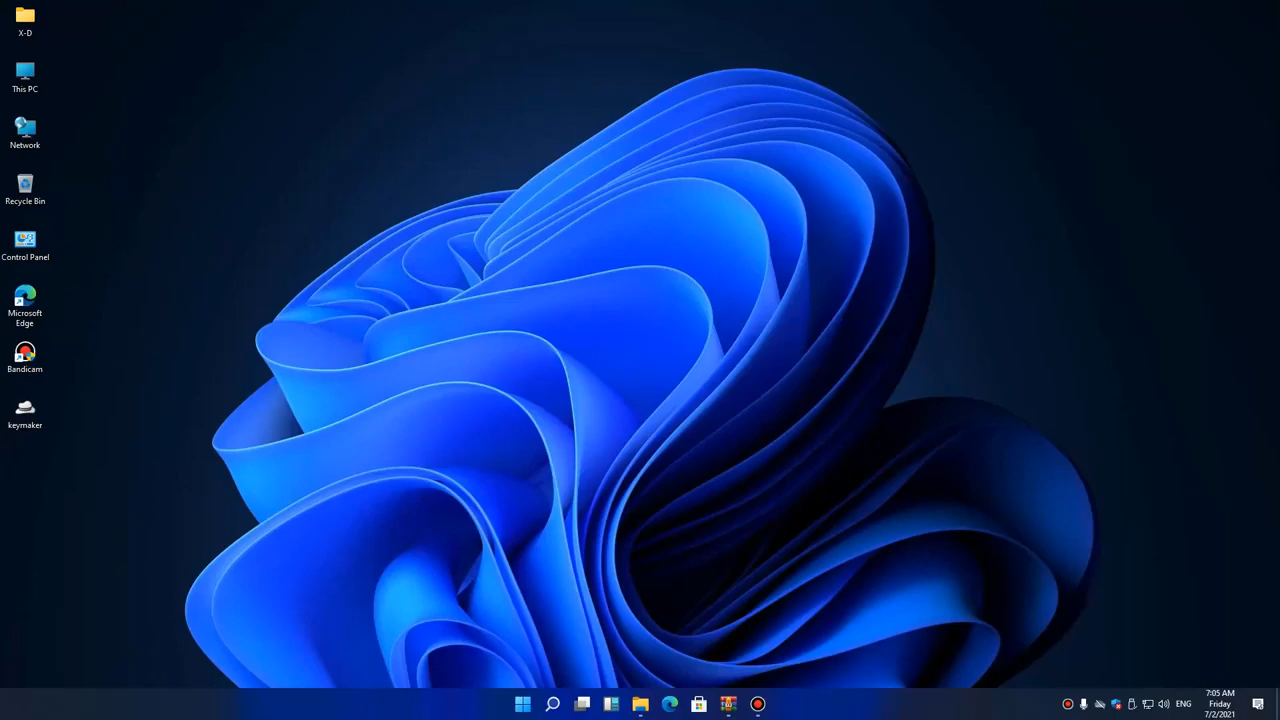 X-D
This PC
Network
Recycle Bin
Control Panel
Microsoft
Edge
Bandicam
keymaker
ENG
7:05 AM
Friday
7/2/2021